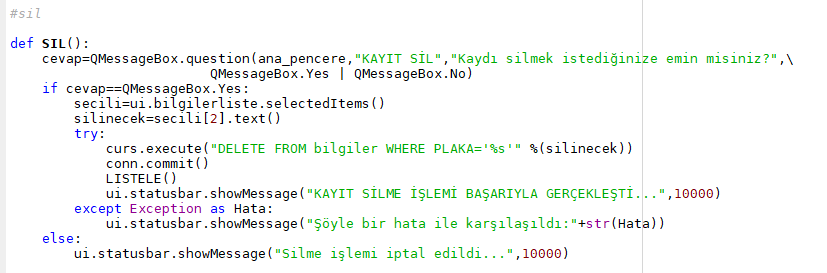 #sil
def SIL():
    cevap=QMessageBox.question(ana_pencere,"KAYIT SİL","Kaydı silmek istediğinize emin misiniz?",\
                         QMessageBox.Yes | QMessageBox.No)
    if cevap==QMessageBox.Yes:
        secili=ui.bilgilerliste.selectedItems()
        silinecek=secili[2].text()
        try:
            curs.execute("DELETE FROM bilgiler WHERE PLAKA='%s'" %(silinecek))
            conn.commit()
            LISTELE()
            ui.statusbar.showMessage("KAYIT SİLME İŞLEMİ BAŞARIYLA GERÇEKLEŞTİ...",10000)
        except Exception as Hata:
            ui.statusbar.showMessage("Şöyle bir hata ile karşılaşıldı:"+str(Hata))
    else:
        ui.statusbar.showMessage("Silme işlemi iptal edildi...",10000)